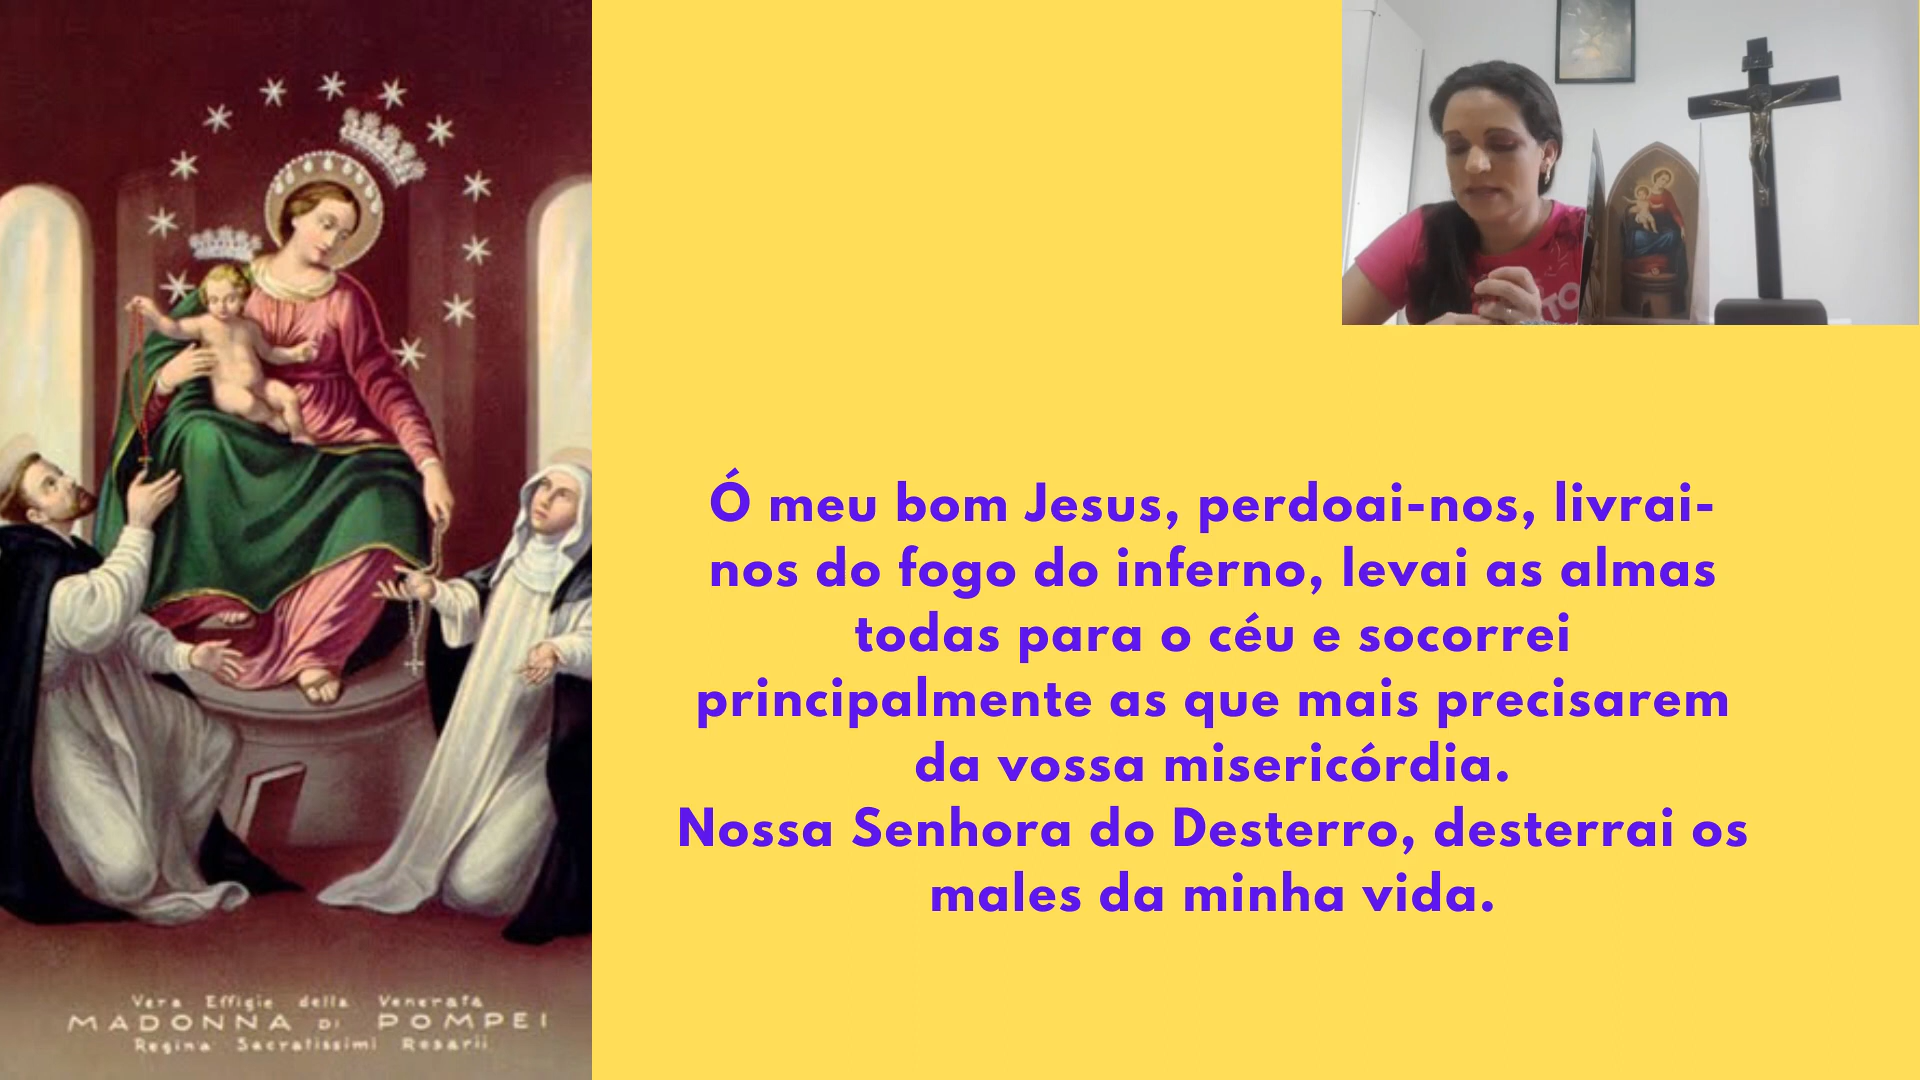 Ó meu bom Jesus, perdoai-nos, livrai-
nos do fogo do inferno, levai as almas
todas para o céu e socorrei
principalmente as que mais precisarem
da vossa misericórdia.
Nossa Senhora do Desterro, desterrai os
males da minha vida.
Vera Effigie della Venerata
MADONNA DI POMPEI
Regina Sacratissimi Rosarii